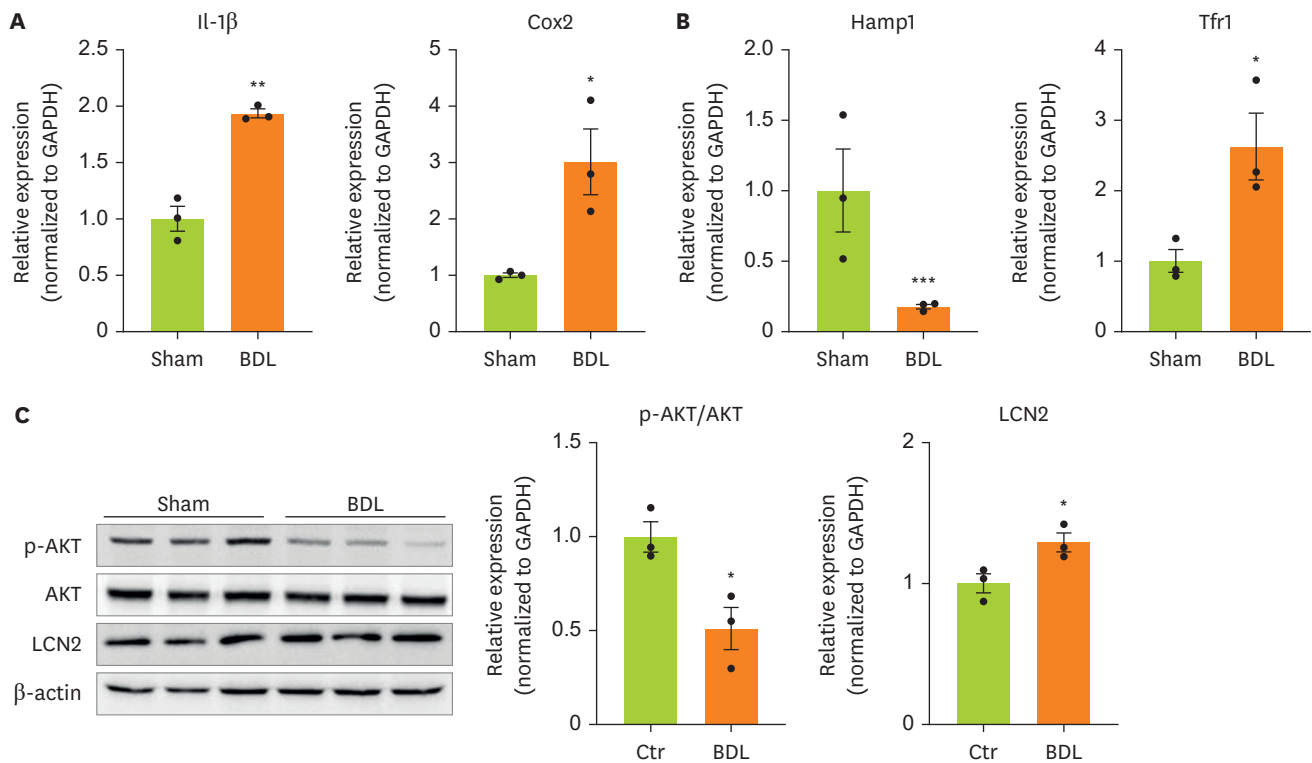 A
Il-1β
Relative expression
(normalized to GAPDH)
2.5
2.0
1.5
1.0
0.5
0
**
Sham
BDL
Cox2
Relative expression
(normalized to GAPDH)
5
4
3
2
1
0
*
Sham
BDL
B
Hamp1
Relative expression
(normalized to GAPDH)
2.0
1.5
1.0
0.5
0
***
Sham
BDL
Tfr1
Relative expression
(normalized to GAPDH)
4
3
2
1
0
*
Sham
BDL
C
Sham
BDL
p-AKT
AKT
LCN2
β-actin
p-AKT/AKT
Relative expression
(normalized to GAPDH)
1.5
1.0
0.5
0
*
Ctr
BDL
LCN2
Relative expression
(normalized to GAPDH)
2
1
0
*
Ctr
BDL